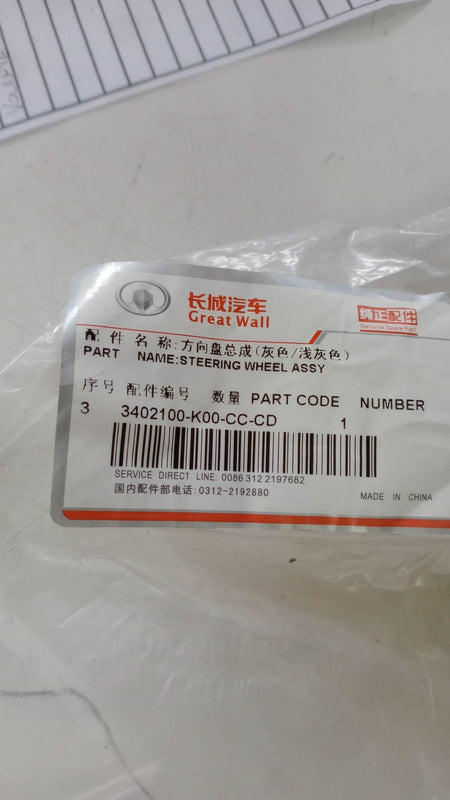 长城汽车
Great Wall
纯正配件
Genuine Spare Part
配 件 名 称:方向盘总成(灰色/浅灰色)
PART NAME:STEERING WHEEL ASSY
序号 配件编号 数量 PART CODE NUMBER
3 3402100-K00-CC-CD 1
SERVICE DIRECT LINE: 0086 312 2197682
国内配件部电话:0312-2192880
MADE IN CHINA